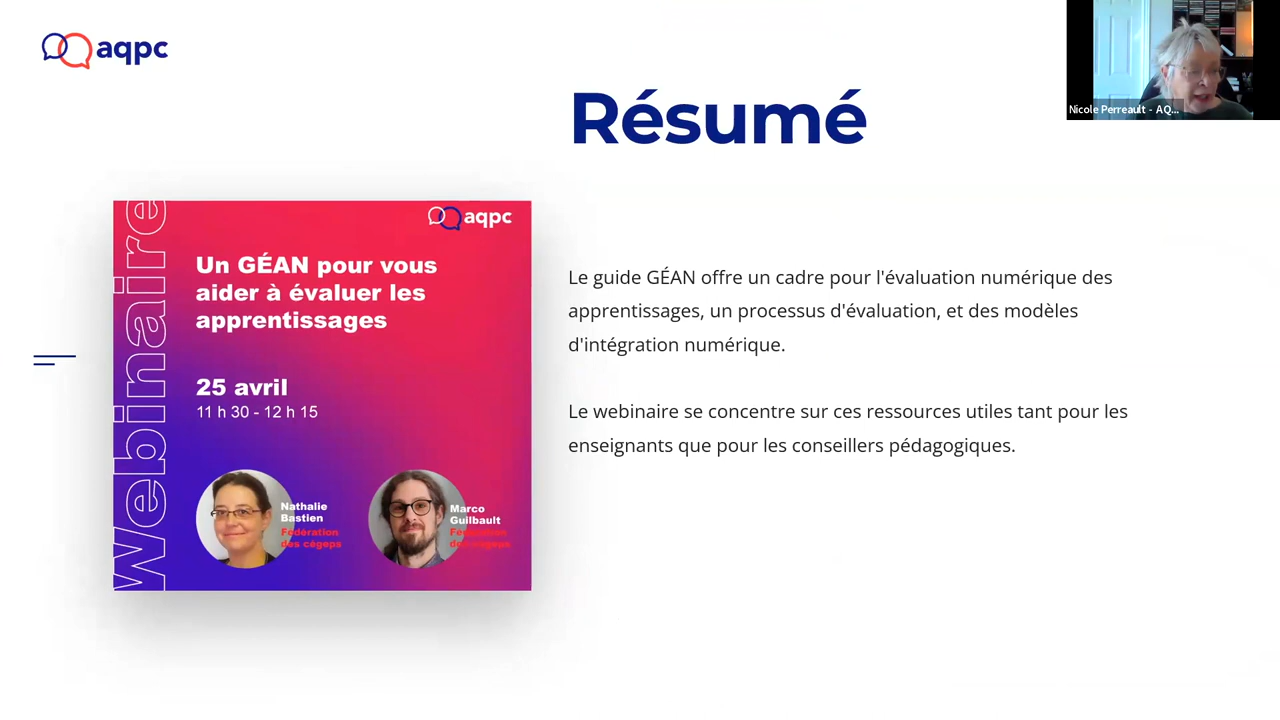 aqpc
Résumé
Nicole Perreault - AQ...
aqpc
Webinaire
Un GÉAN pour vous
aider à évaluer les
apprentissages
25 avril
11 h 30 - 12 h 15
Nathalie
Bastien
Fédération
des cégeps
Marco
Guilbault
Fédération
des cégeps
Le guide GÉAN offre un cadre pour l'évaluation numérique des
apprentissages, un processus d'évaluation, et des modèles
d'intégration numérique.
Le webinaire se concentre sur ces ressources utiles tant pour les
enseignants que pour les conseillers pédagogiques.